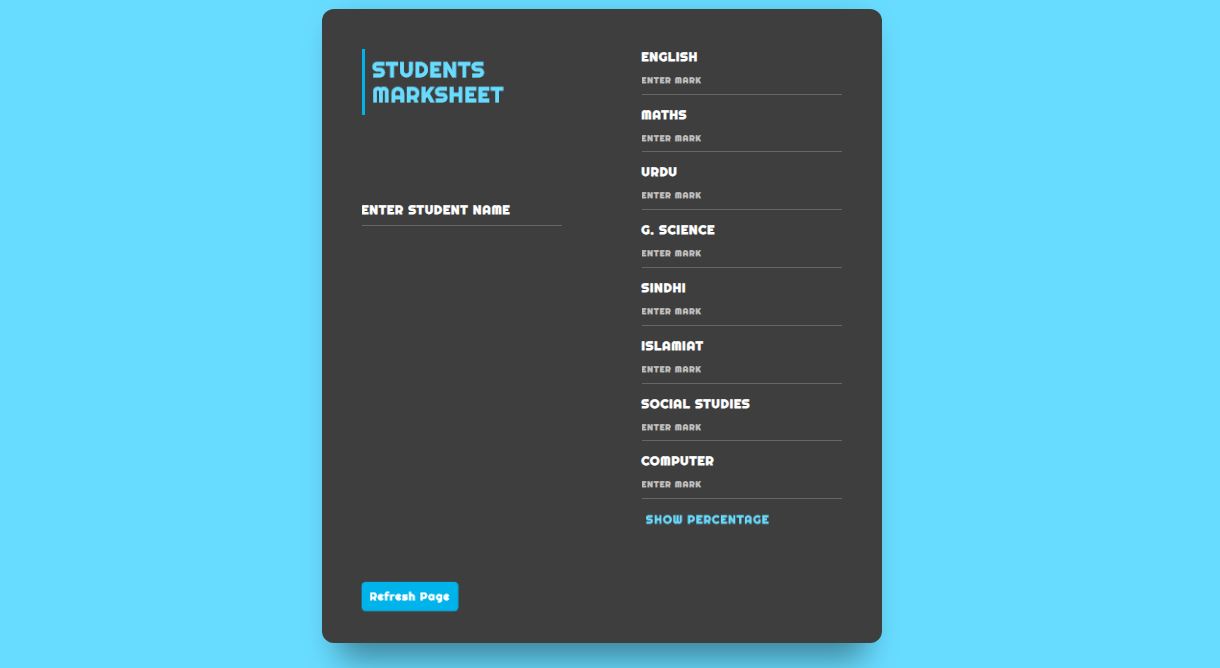 STUDENTS
MARKSHEET
ENTER STUDENT NAME
ENGLISH
ENTER MARK
MATHS
ENTER MARK
URDU
ENTER MARK
G. SCIENCE
ENTER MARK
SINDHI
ENTER MARK
ISLAMIAT
ENTER MARK
SOCIAL STUDIES
ENTER MARK
COMPUTER
ENTER MARK
SHOW PERCENTAGE
Refresh Page